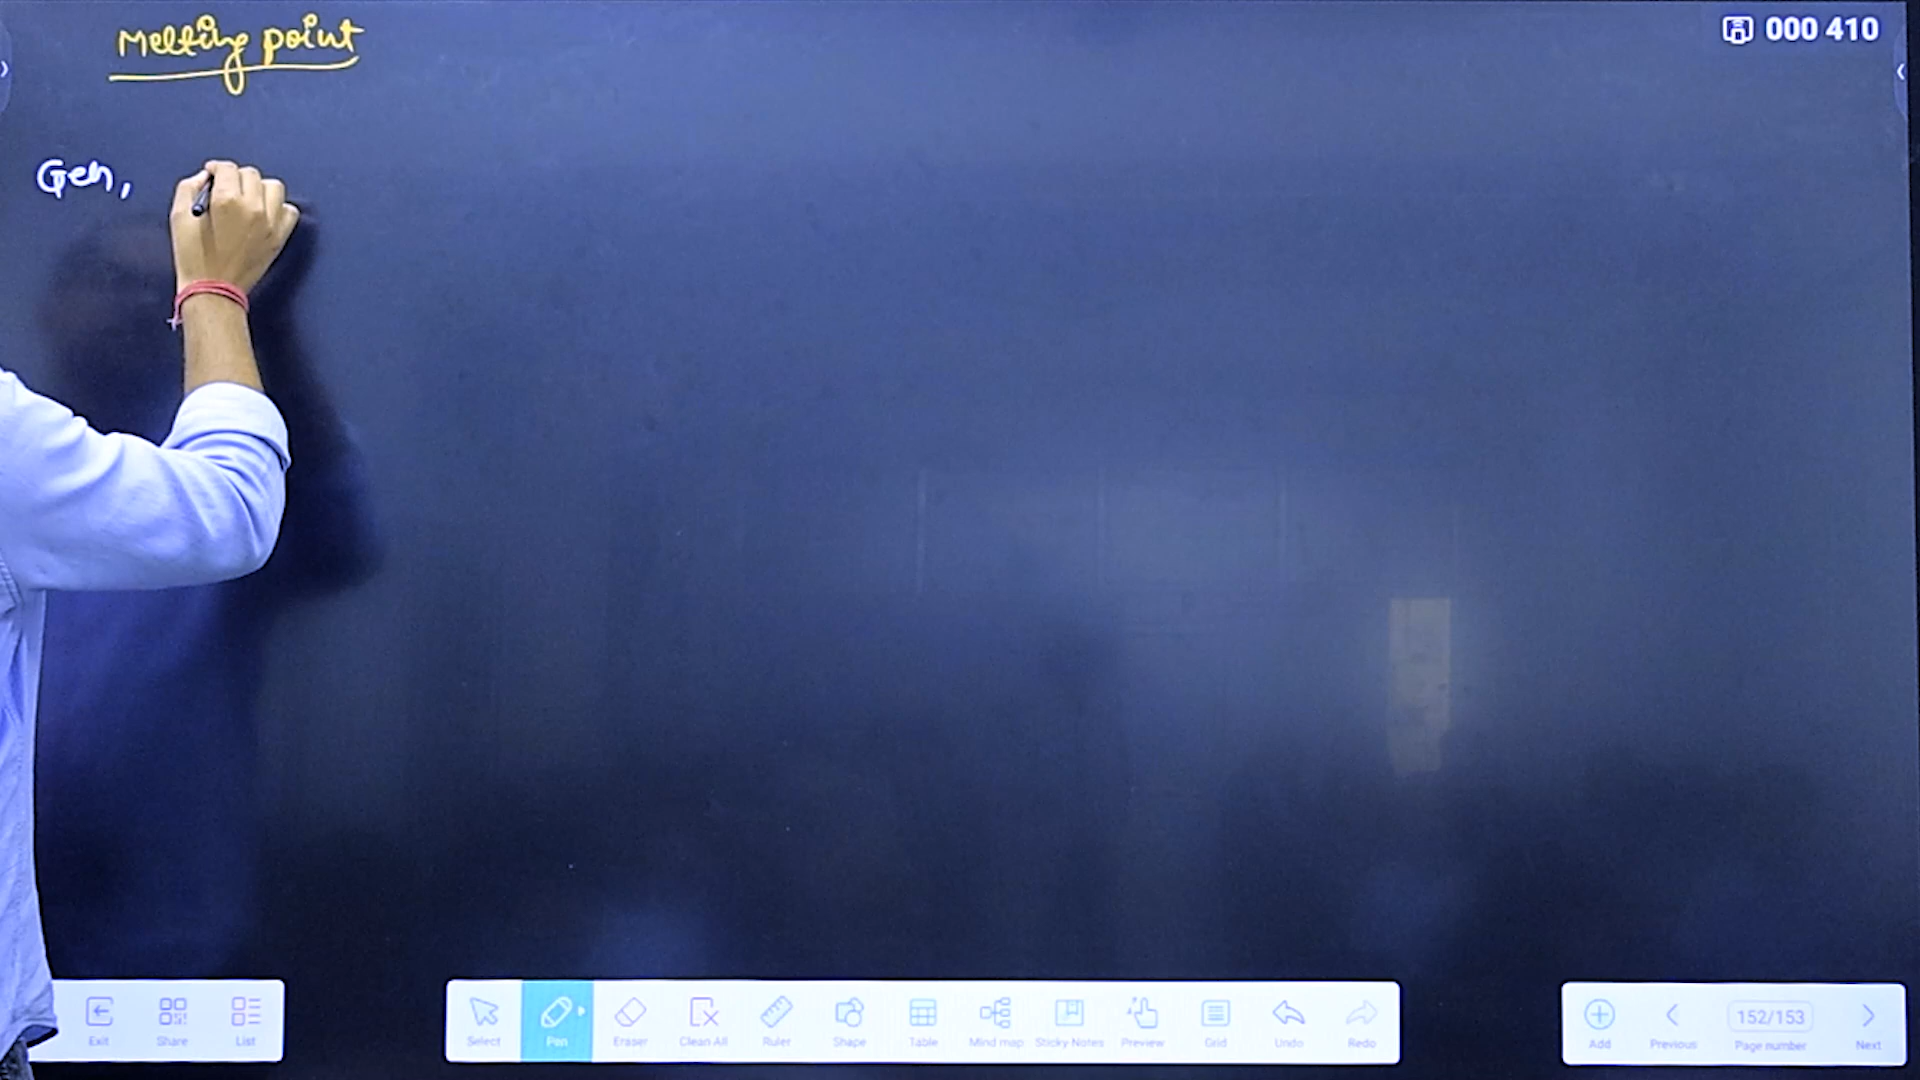 Melting point
000 410
Gen,
Exit Share List
Select Pen Eraser Clean All Ruler Shape Table Mind map Sticky Notes Preview Grid Undo Redo
Add Previous 152/153 Page number Next